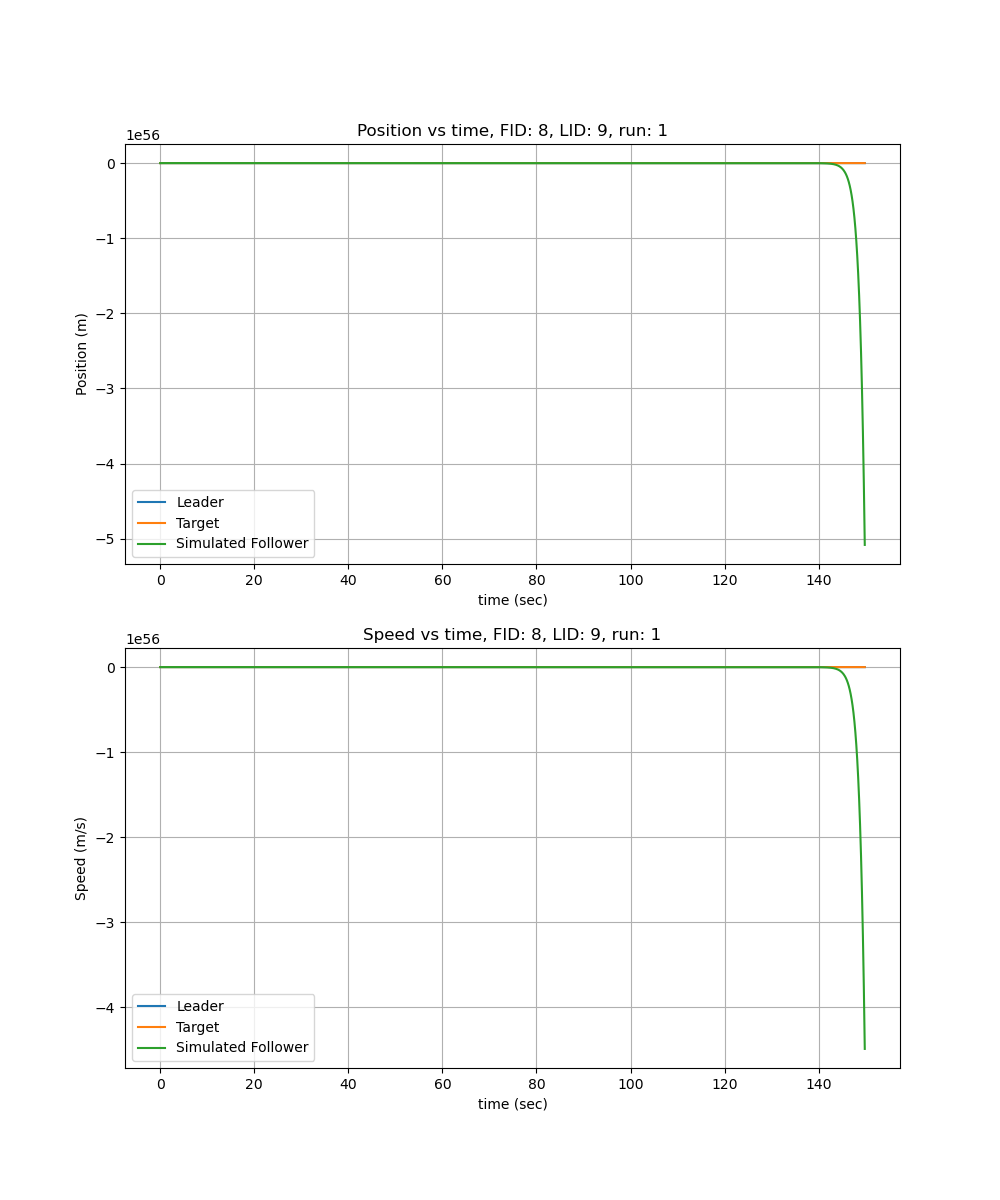 Position vs time, FID: 8, LID: 9, run: 1
1e56
0
−1
−2
−3
−4
−5
Position (m)
Leader
Target
Simulated Follower
0 20 40 60 80 100 120 140
time (sec)
Speed vs time, FID: 8, LID: 9, run: 1
1e56
0
−1
−2
−3
−4
Speed (m/s)
Leader
Target
Simulated Follower
0 20 40 60 80 100 120 140
time (sec)